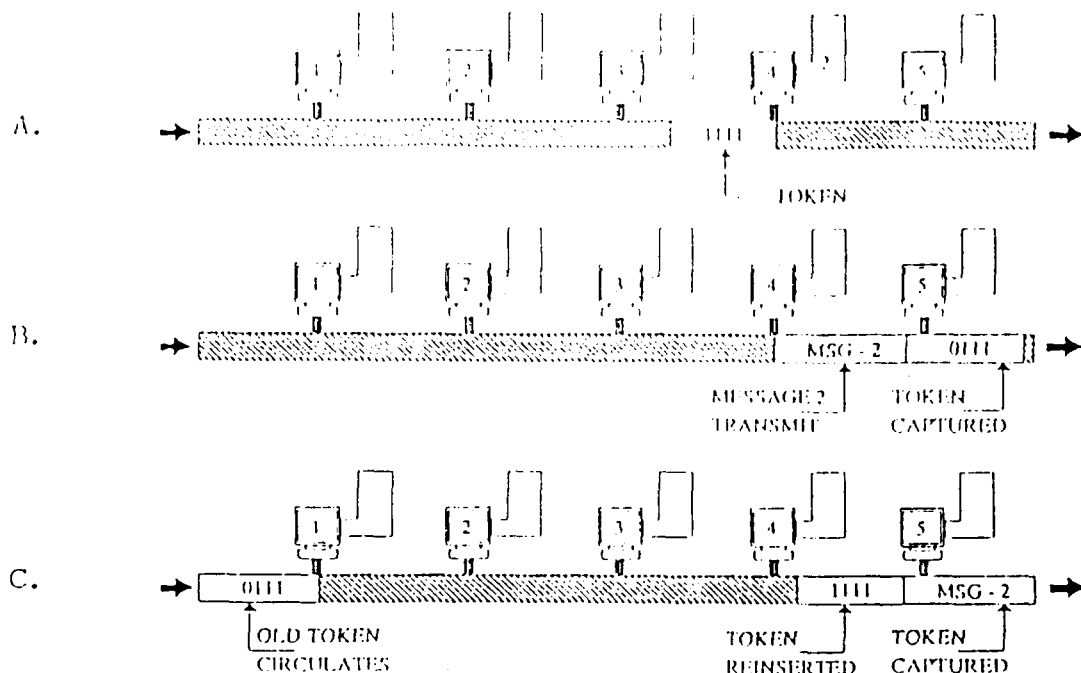 1 2 3 4 2 5
A. 1111
TOKEN
1 2 3 4 5
B. MSG - 2 0111
MESSAGE 2 TOKEN
TRANSMIT CAPTURED
1 2 3 4 5
C. 0111 1111 MSG - 2
OLD TOKEN TOKEN TOKEN
CIRCULATES REINSERTED CAPTURED